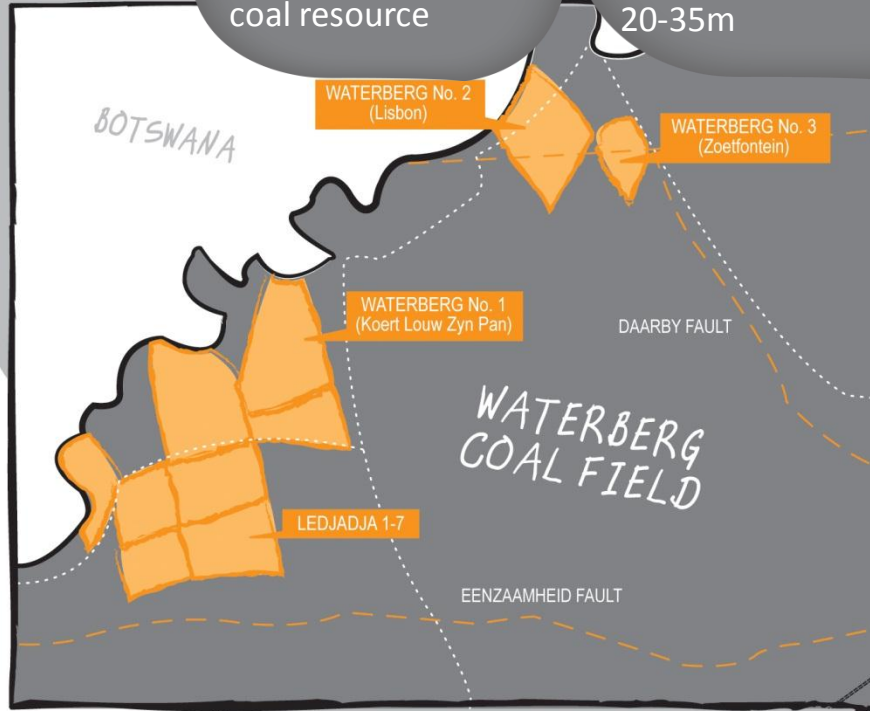 coal resource
20-35m
BOTSWANA
WATERBERG No. 2
(Lisbon)
WATERBERG No. 3
(Zoetfontein)
WATERBERG No. 1
(Koert Louw Zyn Pan)
DAARBY FAULT
WATERBERG
COAL FIELD
LEDJADJA 1-7
EENZAAMHEID FAULT